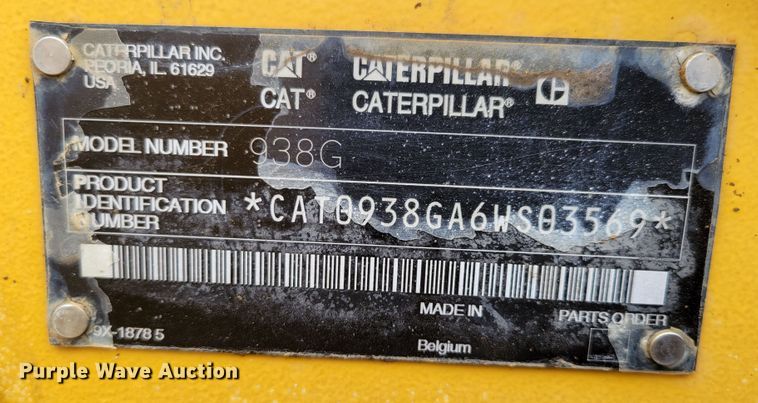 CATERPILLAR INC.
PEORIA, IL. 61629
USA
CAT® CATERPILLAR®
CAT® CATERPILLAR® C
MODEL NUMBER 938G
PRODUCT
IDENTIFICATION
NUMBER *CAT0938GA6WS03569*
MADE IN PARTS ORDER
9X-1878 5
Belgium
Purple Wave Auction